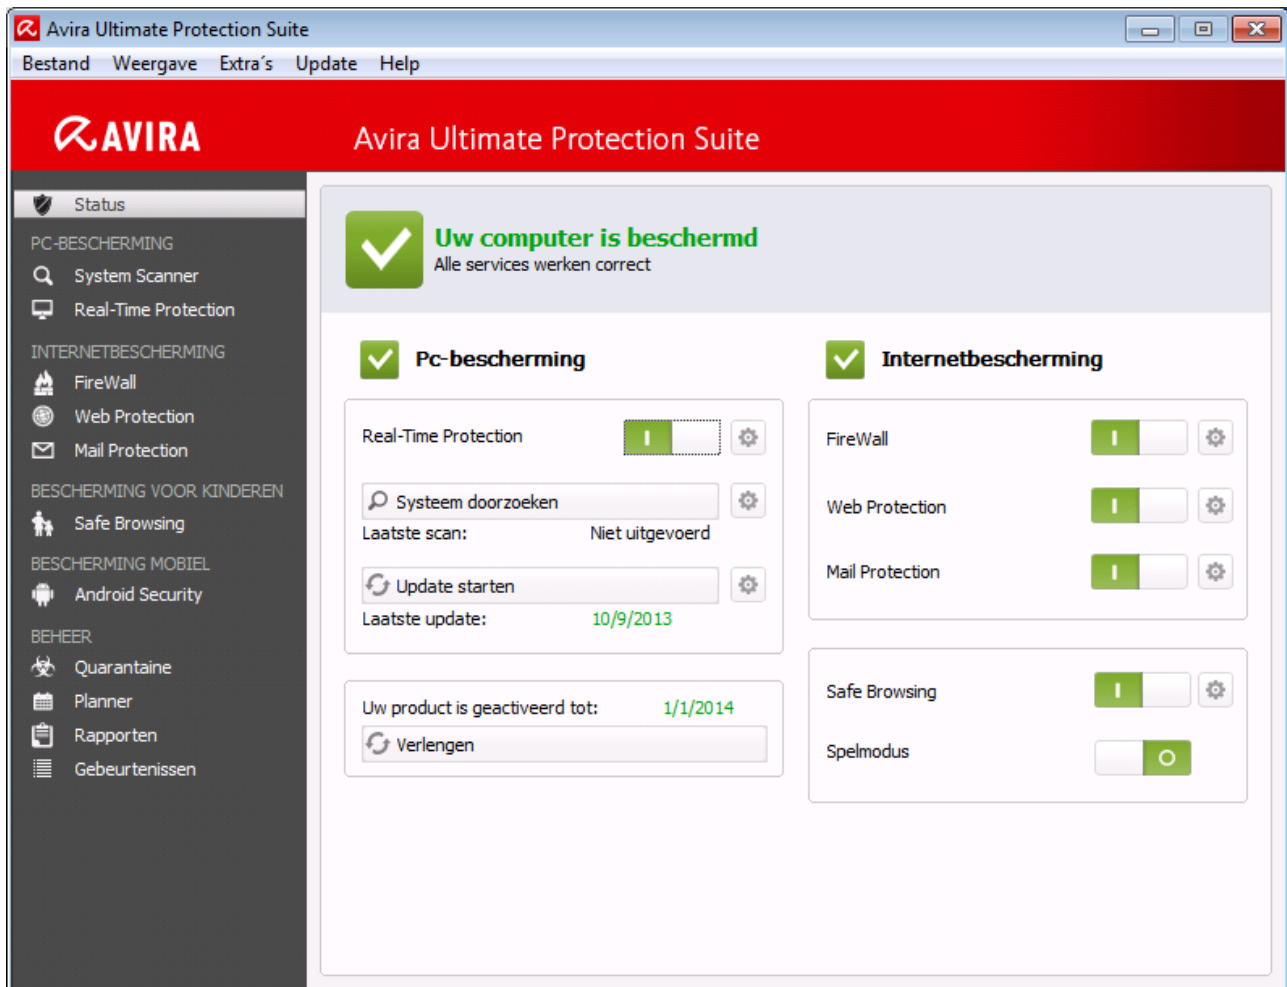 Avira Ultimate Protection Suite
Bestand Weergave Extra´s Update Help
AVIRA
Avira Ultimate Protection Suite
Status
PC-BESCHERMING
System Scanner
Real-Time Protection
INTERNETBESCHERMING
FireWall
Web Protection
Mail Protection
BESCHERMING VOOR KINDEREN
Safe Browsing
BESCHERMING MOBIEL
Android Security
BEHEER
Quarantaine
Planner
Rapporten
Gebeurtenissen
Uw computer is beschermd
Alle services werken correct
Pc-bescherming
Real-Time Protection
Systeem doorzoeken
Laatste scan: Niet uitgevoerd
Update starten
Laatste update: 10/9/2013
Uw product is geactiveerd tot: 1/1/2014
Verlengen
Internetbescherming
FireWall
Web Protection
Mail Protection
Safe Browsing
Spelmodus